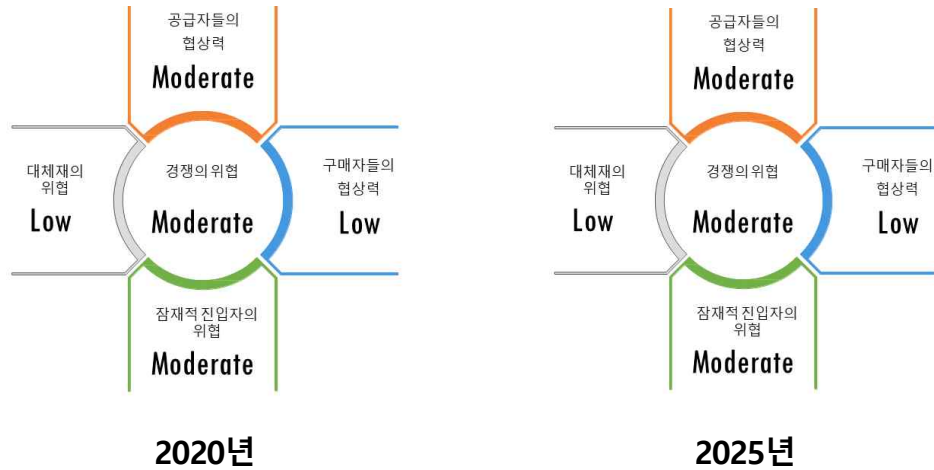 공급자들의
협상력
Moderate
대체재의
위협
Low
경쟁의 위협
Moderate
구매자들의
협상력
Low
잠재적 진입자의
위협
Moderate
2020년
공급자들의
협상력
Moderate
대체재의
위협
Low
경쟁의 위협
Moderate
구매자들의
협상력
Low
잠재적 진입자의
위협
Moderate
2025년